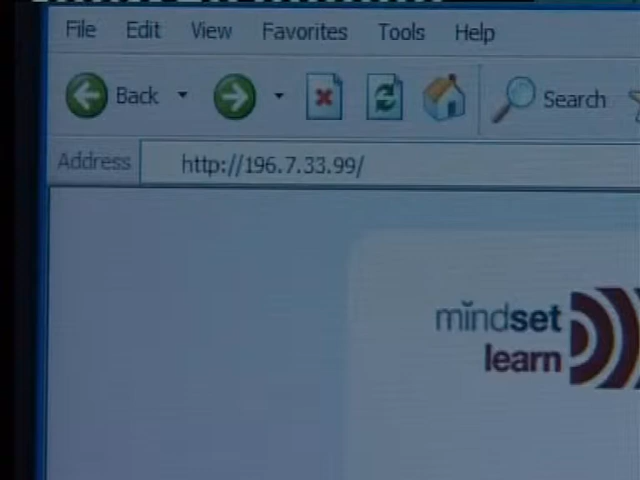 File Edit View Favorites Tools Help
Back Search
Address http://196.7.33.99/
mindset
learn